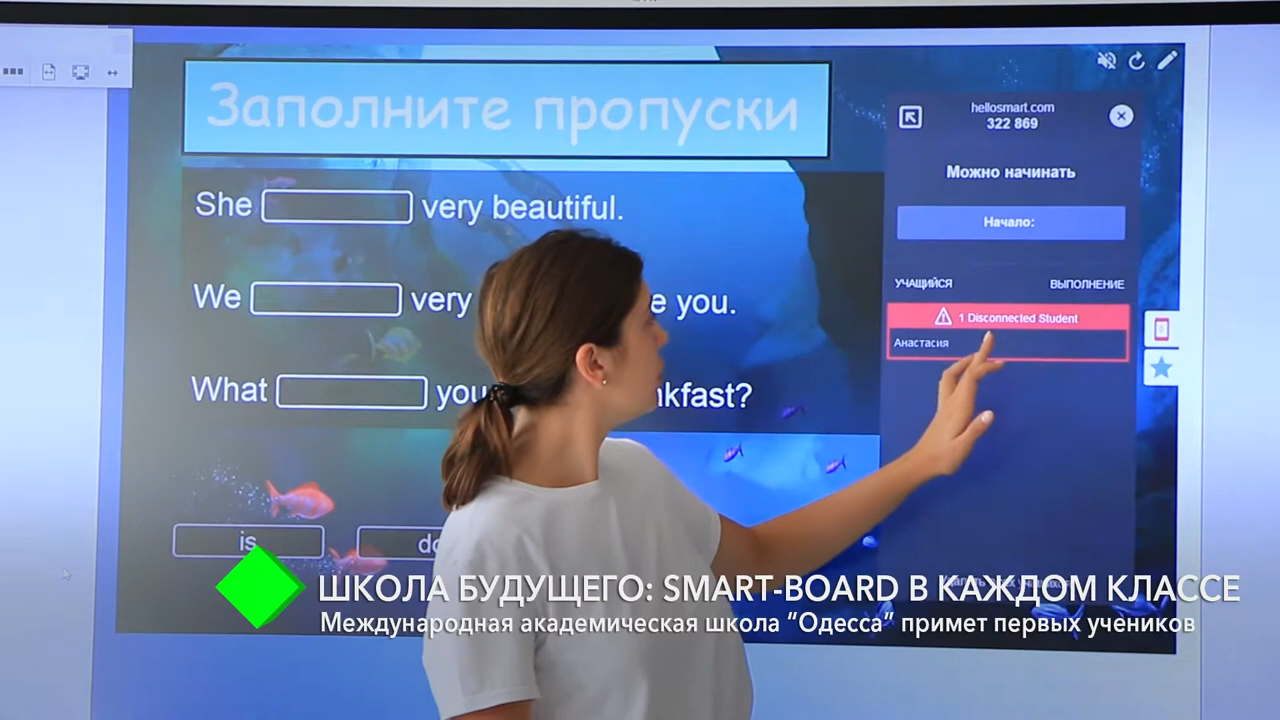 Заполните пропуски
She very beautiful.
We very e you.
What you kfast?
is
hellosmart.com
322 869
Можно начинать
Начало:
УЧАЩИЙСЯ ВЫПОЛНЕНИЕ
1 Disconnected Student
Анастасия
ШКОЛА БУДУЩЕГО: SMART-BOARD В КАЖДОМ КЛАССЕ
Международная академическая школа “Одесса” примет первых учеников